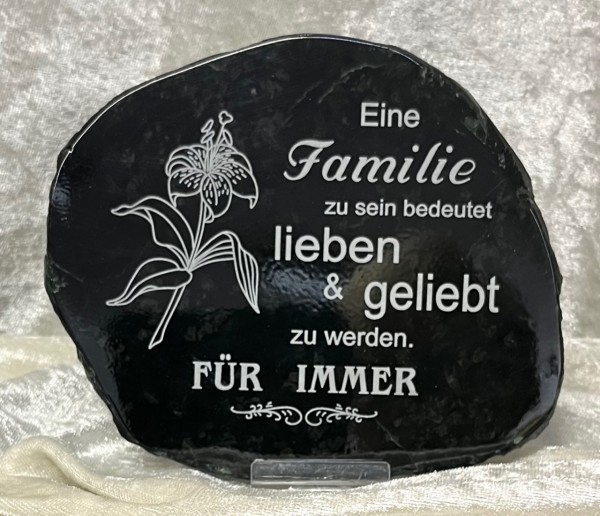 Eine
Familie
zu sein bedeutet
lieben
& geliebt
zu werden.
FÜR IMMER